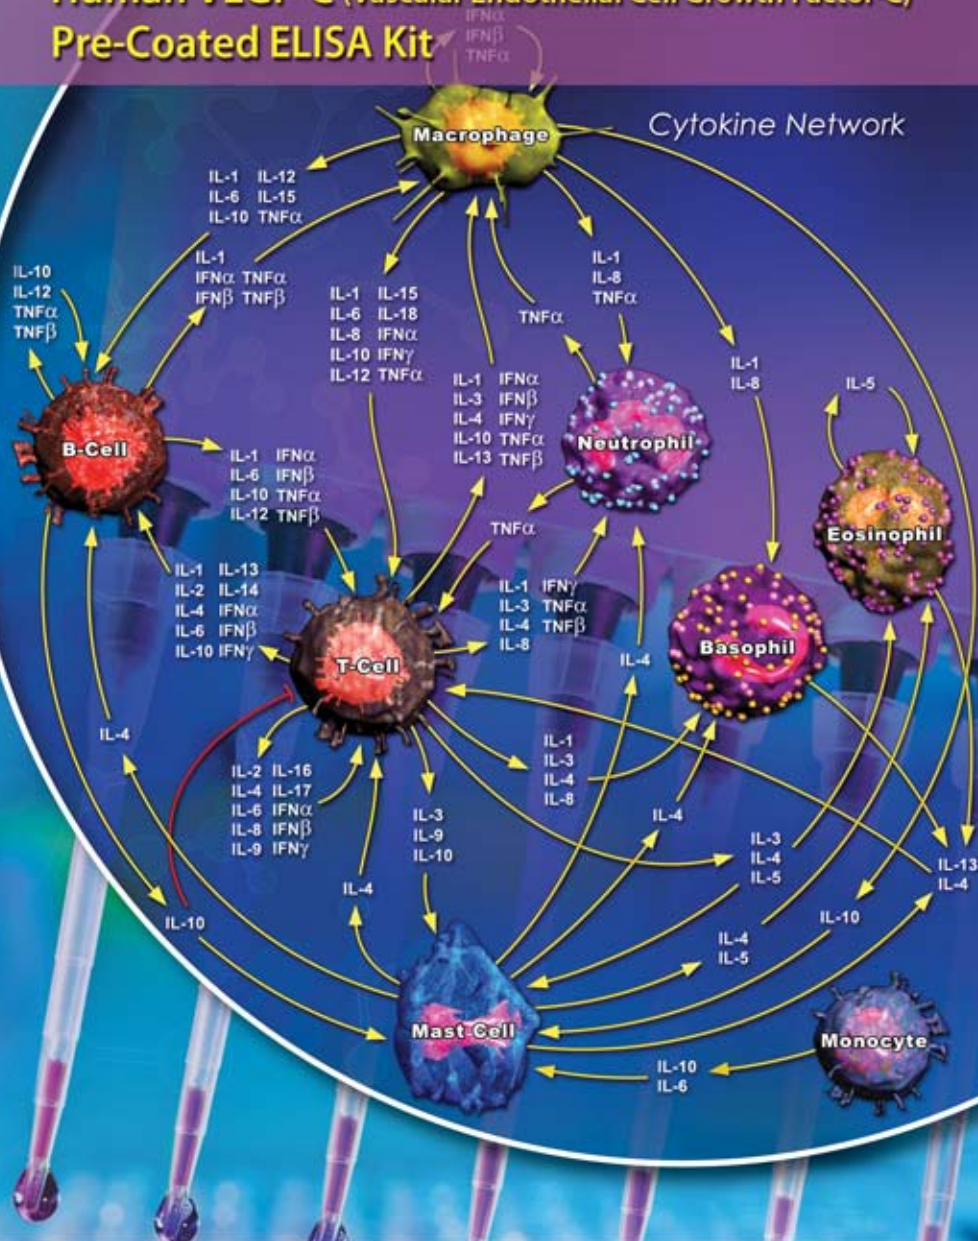 Human VEGF-C (Vascular Endothelial Cell Growth Factor C)
Pre-Coated ELISA Kit
IFNα
IFNβ
TNFα
Macrophage
Cytokine Network
IL-1 IL-12
IL-6 IL-15
IL-10 TNFα
IL-1
IFNα TNFα
IFNβ TNFβ
IL-10
IL-12
TNFα
TNFβ
IL-1 IL-15
IL-6 IL-18
IL-8 IFNα
IL-10 IFNγ
IL-12 TNFα
TNFα
IL-1
IL-8
TNFα
IL-1
IL-8
IL-5
IL-1 IFNα
IL-3 IFNβ
IL-4 IFNγ
IL-10 TNFα
IL-13 TNFβ
B-Cell
Neutrophil
IL-1 IFNα
IL-6 IFNβ
IL-10 TNFα
IL-12 TNFβ
TNFα
Eosinophil
IL-1 IL-13
IL-2 IL-14
IL-4 IFNα
IL-6 IFNβ
IL-10 IFNγ
IL-1 IFNγ
IL-3 TNFα
IL-4 TNFβ
IL-8
T-Cell
IL-4
Basophil
IL-4
IL-1
IL-3
IL-4
IL-8
IL-2 IL-16
IL-4 IL-17
IL-6 IFNα
IL-8 IFNβ
IL-9 IFNγ
IL-3
IL-9
IL-10
IL-4
IL-3
IL-4
IL-5
IL-13
IL-4
IL-4
IL-10
IL-10
IL-4
IL-5
Mast Cell
Monocyte
IL-10
IL-6